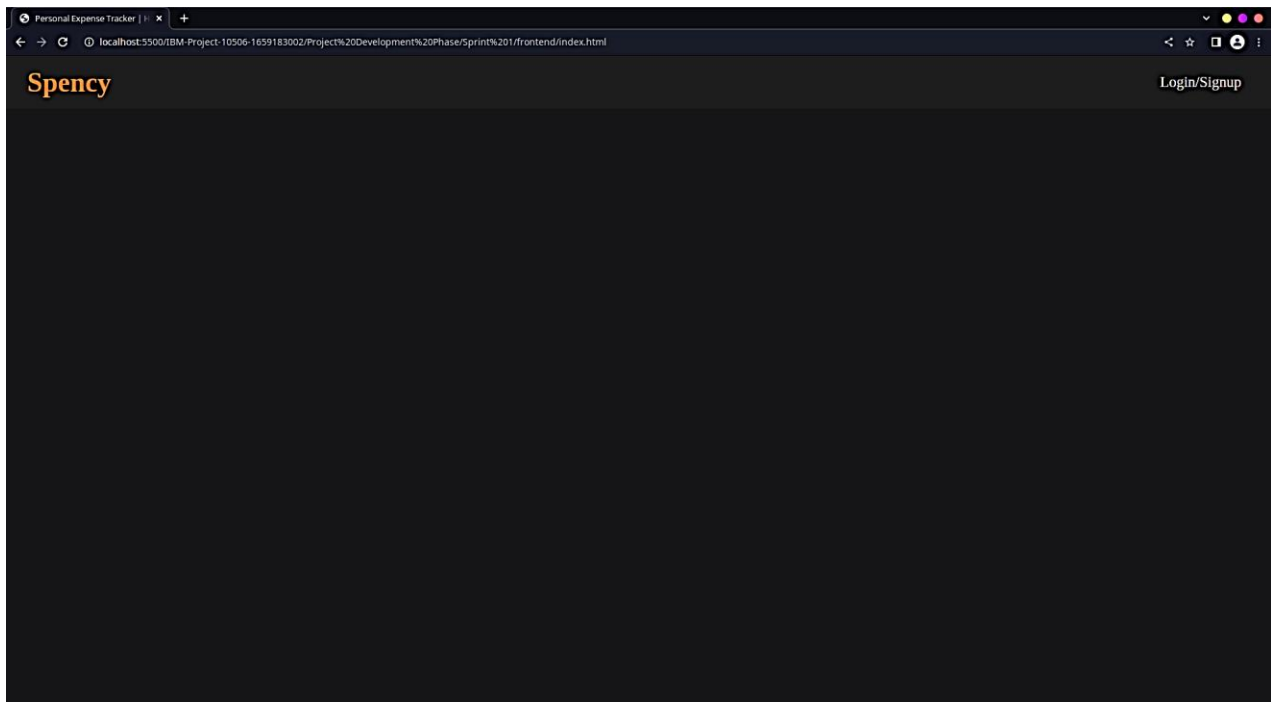 Personal Expense Tracker |
localhost:5500/IBM-Project-10506-1659183002/Project%20Development%20Phase/Sprint%201/frontend/index.html
Spency
Login/Signup